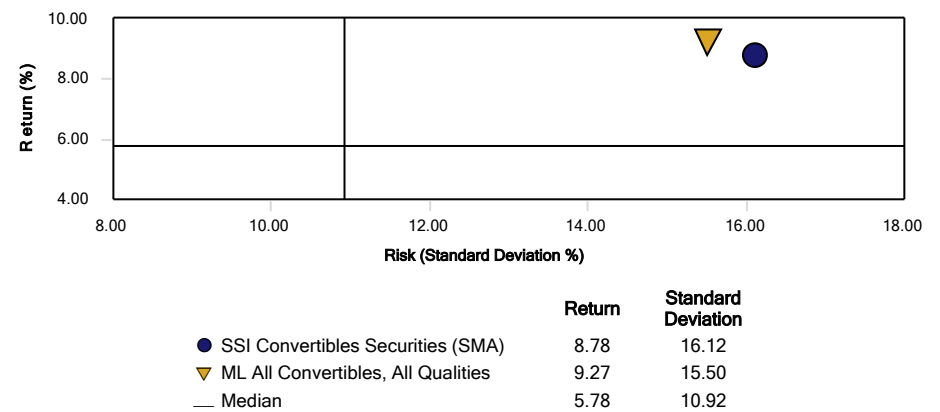 10.00
8.00
6.00
4.00
Return (%)
8.00 10.00 12.00 14.00 16.00 18.00
Risk (Standard Deviation %)
Return Standard
Deviation
SSI Convertibles Securities (SMA) 8.78 16.12
ML All Convertibles, All Qualities 9.27 15.50
Median 5.78 10.92